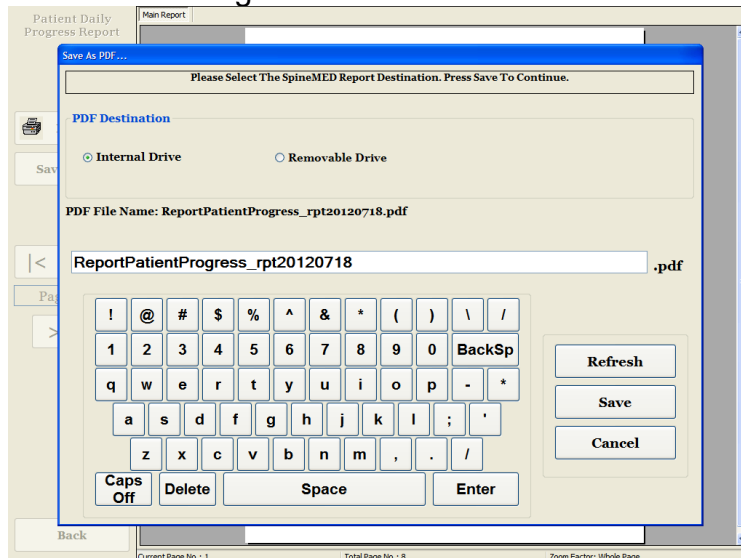 Patient Daily
Progress Report
Main Report
Save As PDF...
Please Select The SpineMED Report Destination. Press Save To Continue.
PDF Destination
Internal Drive
Removable Drive
Sav
PDF File Name: ReportPatientProgress_rpt20120718.pdf
|<
ReportPatientProgress_rpt20120718
.pdf
Pag
>
! @ # $ % ^ & * ( ) \ /
1 2 3 4 5 6 7 8 9 0 BackSp
q w e r t y u i o p - *
a s d f g h j k l ; '
z x c v b n m , . /
Caps Off Delete Space Enter
Refresh
Save
Cancel
Back
Current Page No.: 1
Total Page No.: 8
Zoom Factor: Whole Page